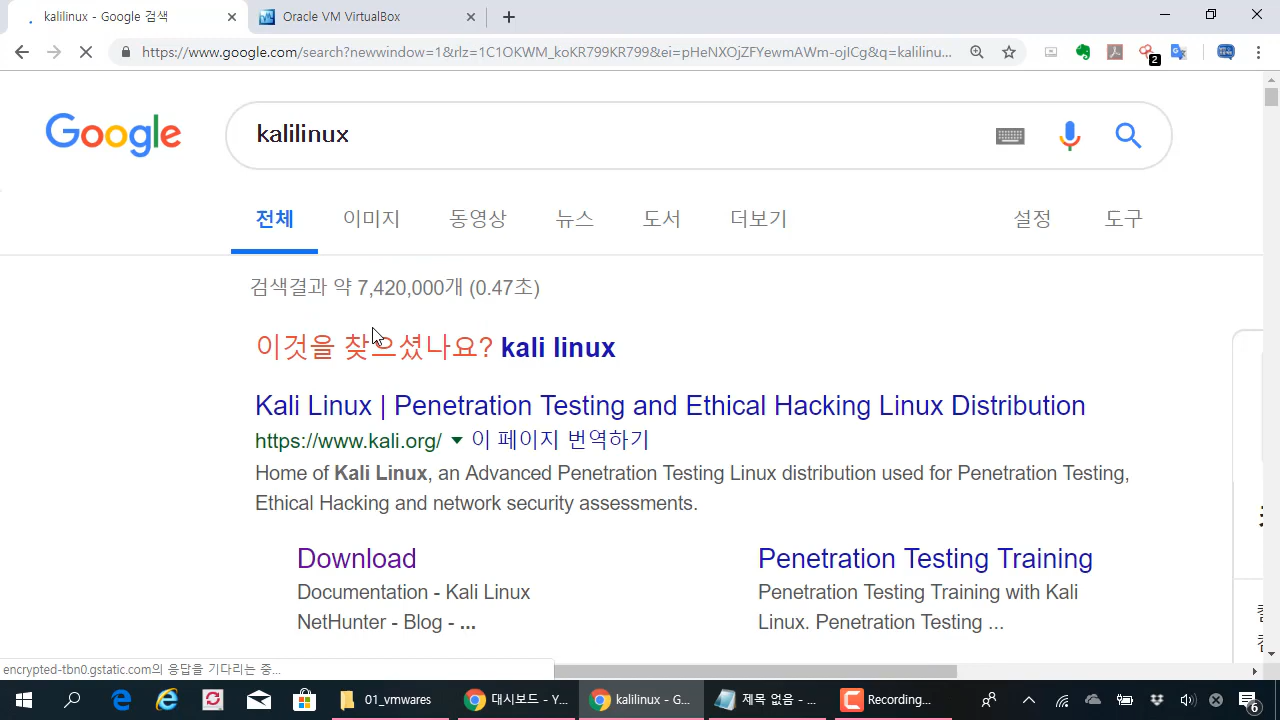 kalilinux - Google 검색
Oracle VM VirtualBox
https://www.google.com/search?newwindow=1&rlz=1C1OKWM_koKR799KR799&ei=pHeNXOjZFYewmAWm-ojICg&q=kalilinu...
2
Google
kalilinux
전체 이미지 동영상 뉴스 도서 더보기 설정 도구
검색결과 약 7,420,000개 (0.47초)
이것을 찾으셨나요? kali linux
Kali Linux | Penetration Testing and Ethical Hacking Linux Distribution
https://www.kali.org/ 이 페이지 번역하기
Home of Kali Linux, an Advanced Penetration Testing Linux distribution used for Penetration Testing,
Ethical Hacking and network security assessments.
Download Penetration Testing Training
Documentation - Kali Linux Penetration Testing Training with Kali
NetHunter - Blog - ... Linux. Penetration Testing ...
encrypted-tbn0.gstatic.com의 응답을 기다리는 중...
01_vmwares 대시보드 - Y... kalilinux - G... 제목 없음 - ... Recording... 6